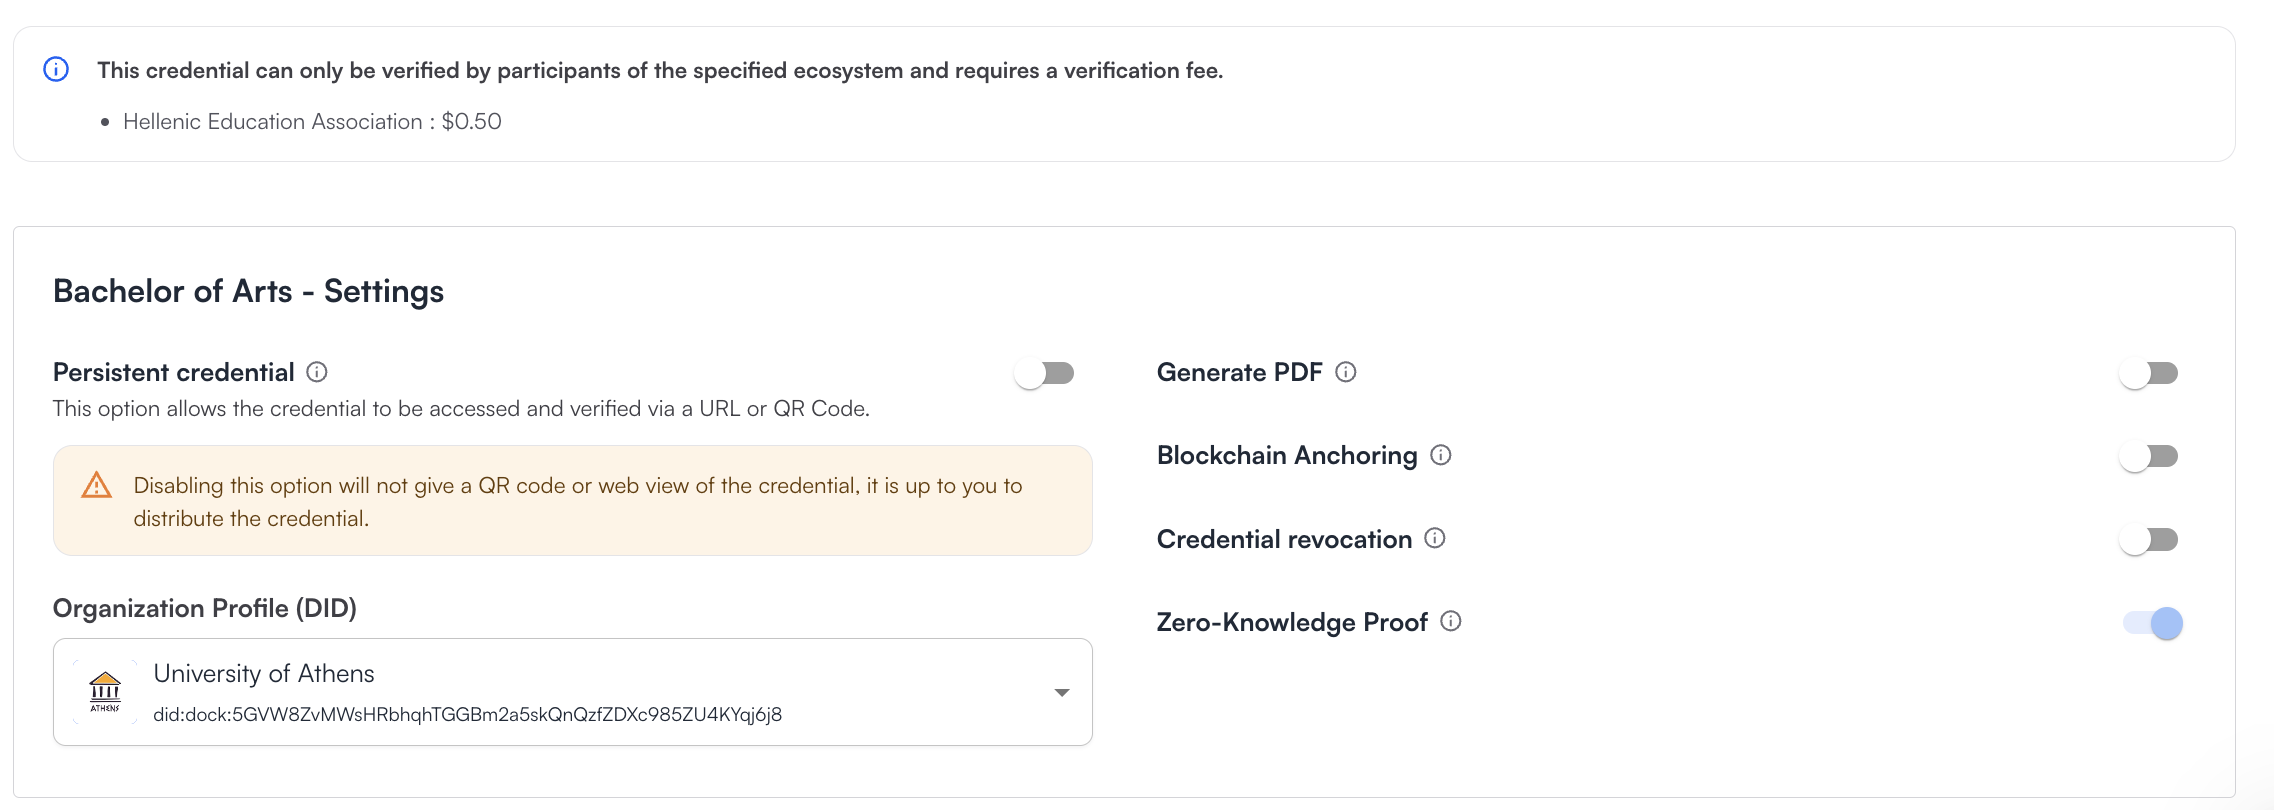 This credential can only be verified by participants of the specified ecosystem and requires a verification fee.
• Hellenic Education Association : $0.50
Bachelor of Arts - Settings
Persistent credential
This option allows the credential to be accessed and verified via a URL or QR Code.
Disabling this option will not give a QR code or web view of the credential, it is up to you to
distribute the credential.
Organization Profile (DID)
ATHENS
University of Athens
did:dock:5GVW8ZvMWsHRbhqhTGGBm2a5skQnQzfZDXc985ZU4KYqj6j8
Generate PDF
Blockchain Anchoring
Credential revocation
Zero-Knowledge Proof